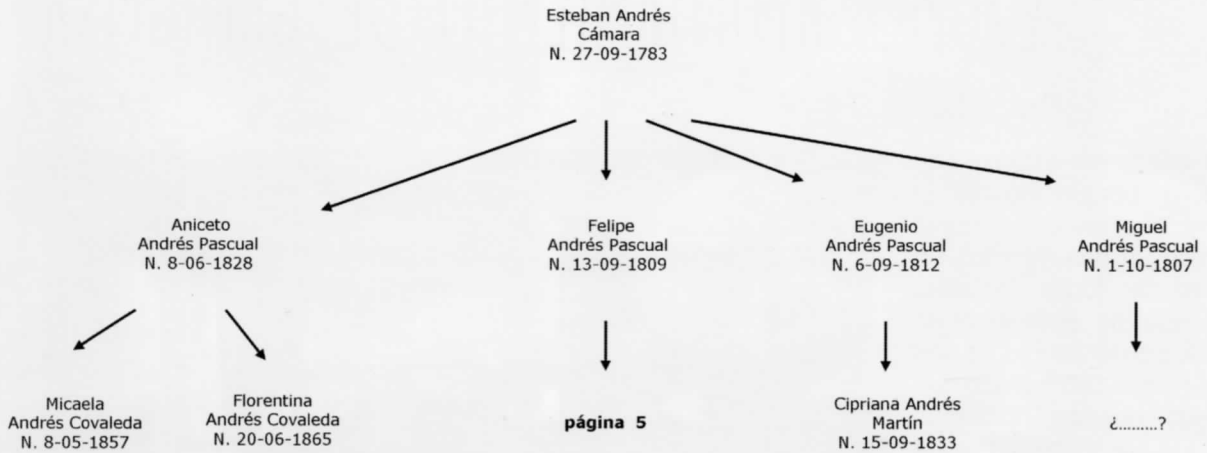 Esteban Andrés
Cámara
N. 27-09-1783
Aniceto
Andrés Pascual
N. 8-06-1828
Felipe
Andrés Pascual
N. 13-09-1809
Eugenio
Andrés Pascual
N. 6-09-1812
Miguel
Andrés Pascual
N. 1-10-1807
Micaela
Andrés Covaleda
N. 8-05-1857
Florentina
Andrés Covaleda
N. 20-06-1865
página 5
Cipriana Andrés
Martín
N. 15-09-1833
¿.........?